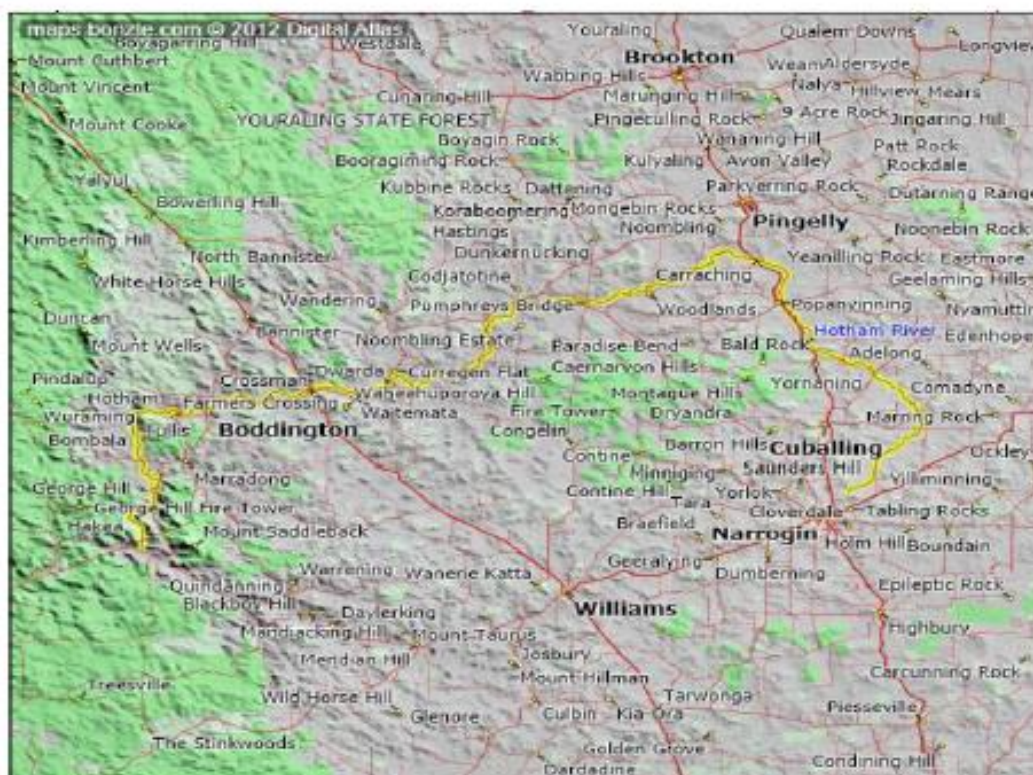 maps.bonzle.com © 2012 Digital Atlas
Boyagarring Hill
Westdale
Youraling
Qualem Downs
Longview
Mount Cuthbert
Brookton
Weam
Aldersyde
Wabbing Hills
Nalya
Mount Vincent
Cunaring Hill
Marunging Hill
Hillview
Mears
YOURALING STATE FOREST
Pingeculling Rock
9 Acre Rock
Jingaring Hill
Mount Cooke
Boyagin Rock
Wananing Hill
Patt Rock
Booragiming Rock
Kulyaling
Avon Valley
Rockdale
Yalyul
Kubbine Rocks
Dattening
Parkverring Rock
Dutarning Range
Bowerling Hill
Koraboomering
Mongebin Rocks
Pingelly
Hastings
Noombling
Noonebin Rock
Kimberling Hill
North Bannister
Dunkernucking
Yeanilling Rock
Eastmore
White Horse Hills
Codjatotine
Carraching
Geelaming Hills
Wandering
Pumphreys Bridge
Woodlands
Popanyinning
Nyamutti
Duncan
Bannister
Hotham River
Edenhope
Mount Wells
Noombling Estate
Paradise Bend
Bald Rock
Adelong
Pindalup
Crossman
Dwarda
Curregen Flat
Caernarvon Hills
Yornaning
Comadyne
Hotham
Farmers Crossing
Montague Hills
Wuraming
Waitemata
Fire Tower
Dryandra
Marring Rock
Tullis
Boddington
Congelin
Cuballing
Bombala
Barron Hills
Ockley
Contine
Saunders Hill
Marradong
Minniging
Yilliminning
George Hill
Contine Hill
Yorlok
George Hill Fire Tower
Tara
Cloverdale
Tabling Rocks
Hakea
Mount Saddleback
Braefield
Narrogin
Holm Hill
Boundain
Warrening
Wanerie Katta
Geeralying
Dumberning
Quindanning
Epileptic Rock
Blackboy Hill
Williams
Daylerking
Highbury
Mandiacking Hill
Mount Taurus
Meridian Hill
Josbury
Carcunning Rock
Mount Hillman
Treesville
Wild Horse Hill
Tarwonga
Piesseville
Glenore
Culbin
Kia Ora
The Stinkwoods
Golden Grove
Condining Hill
Dardadine